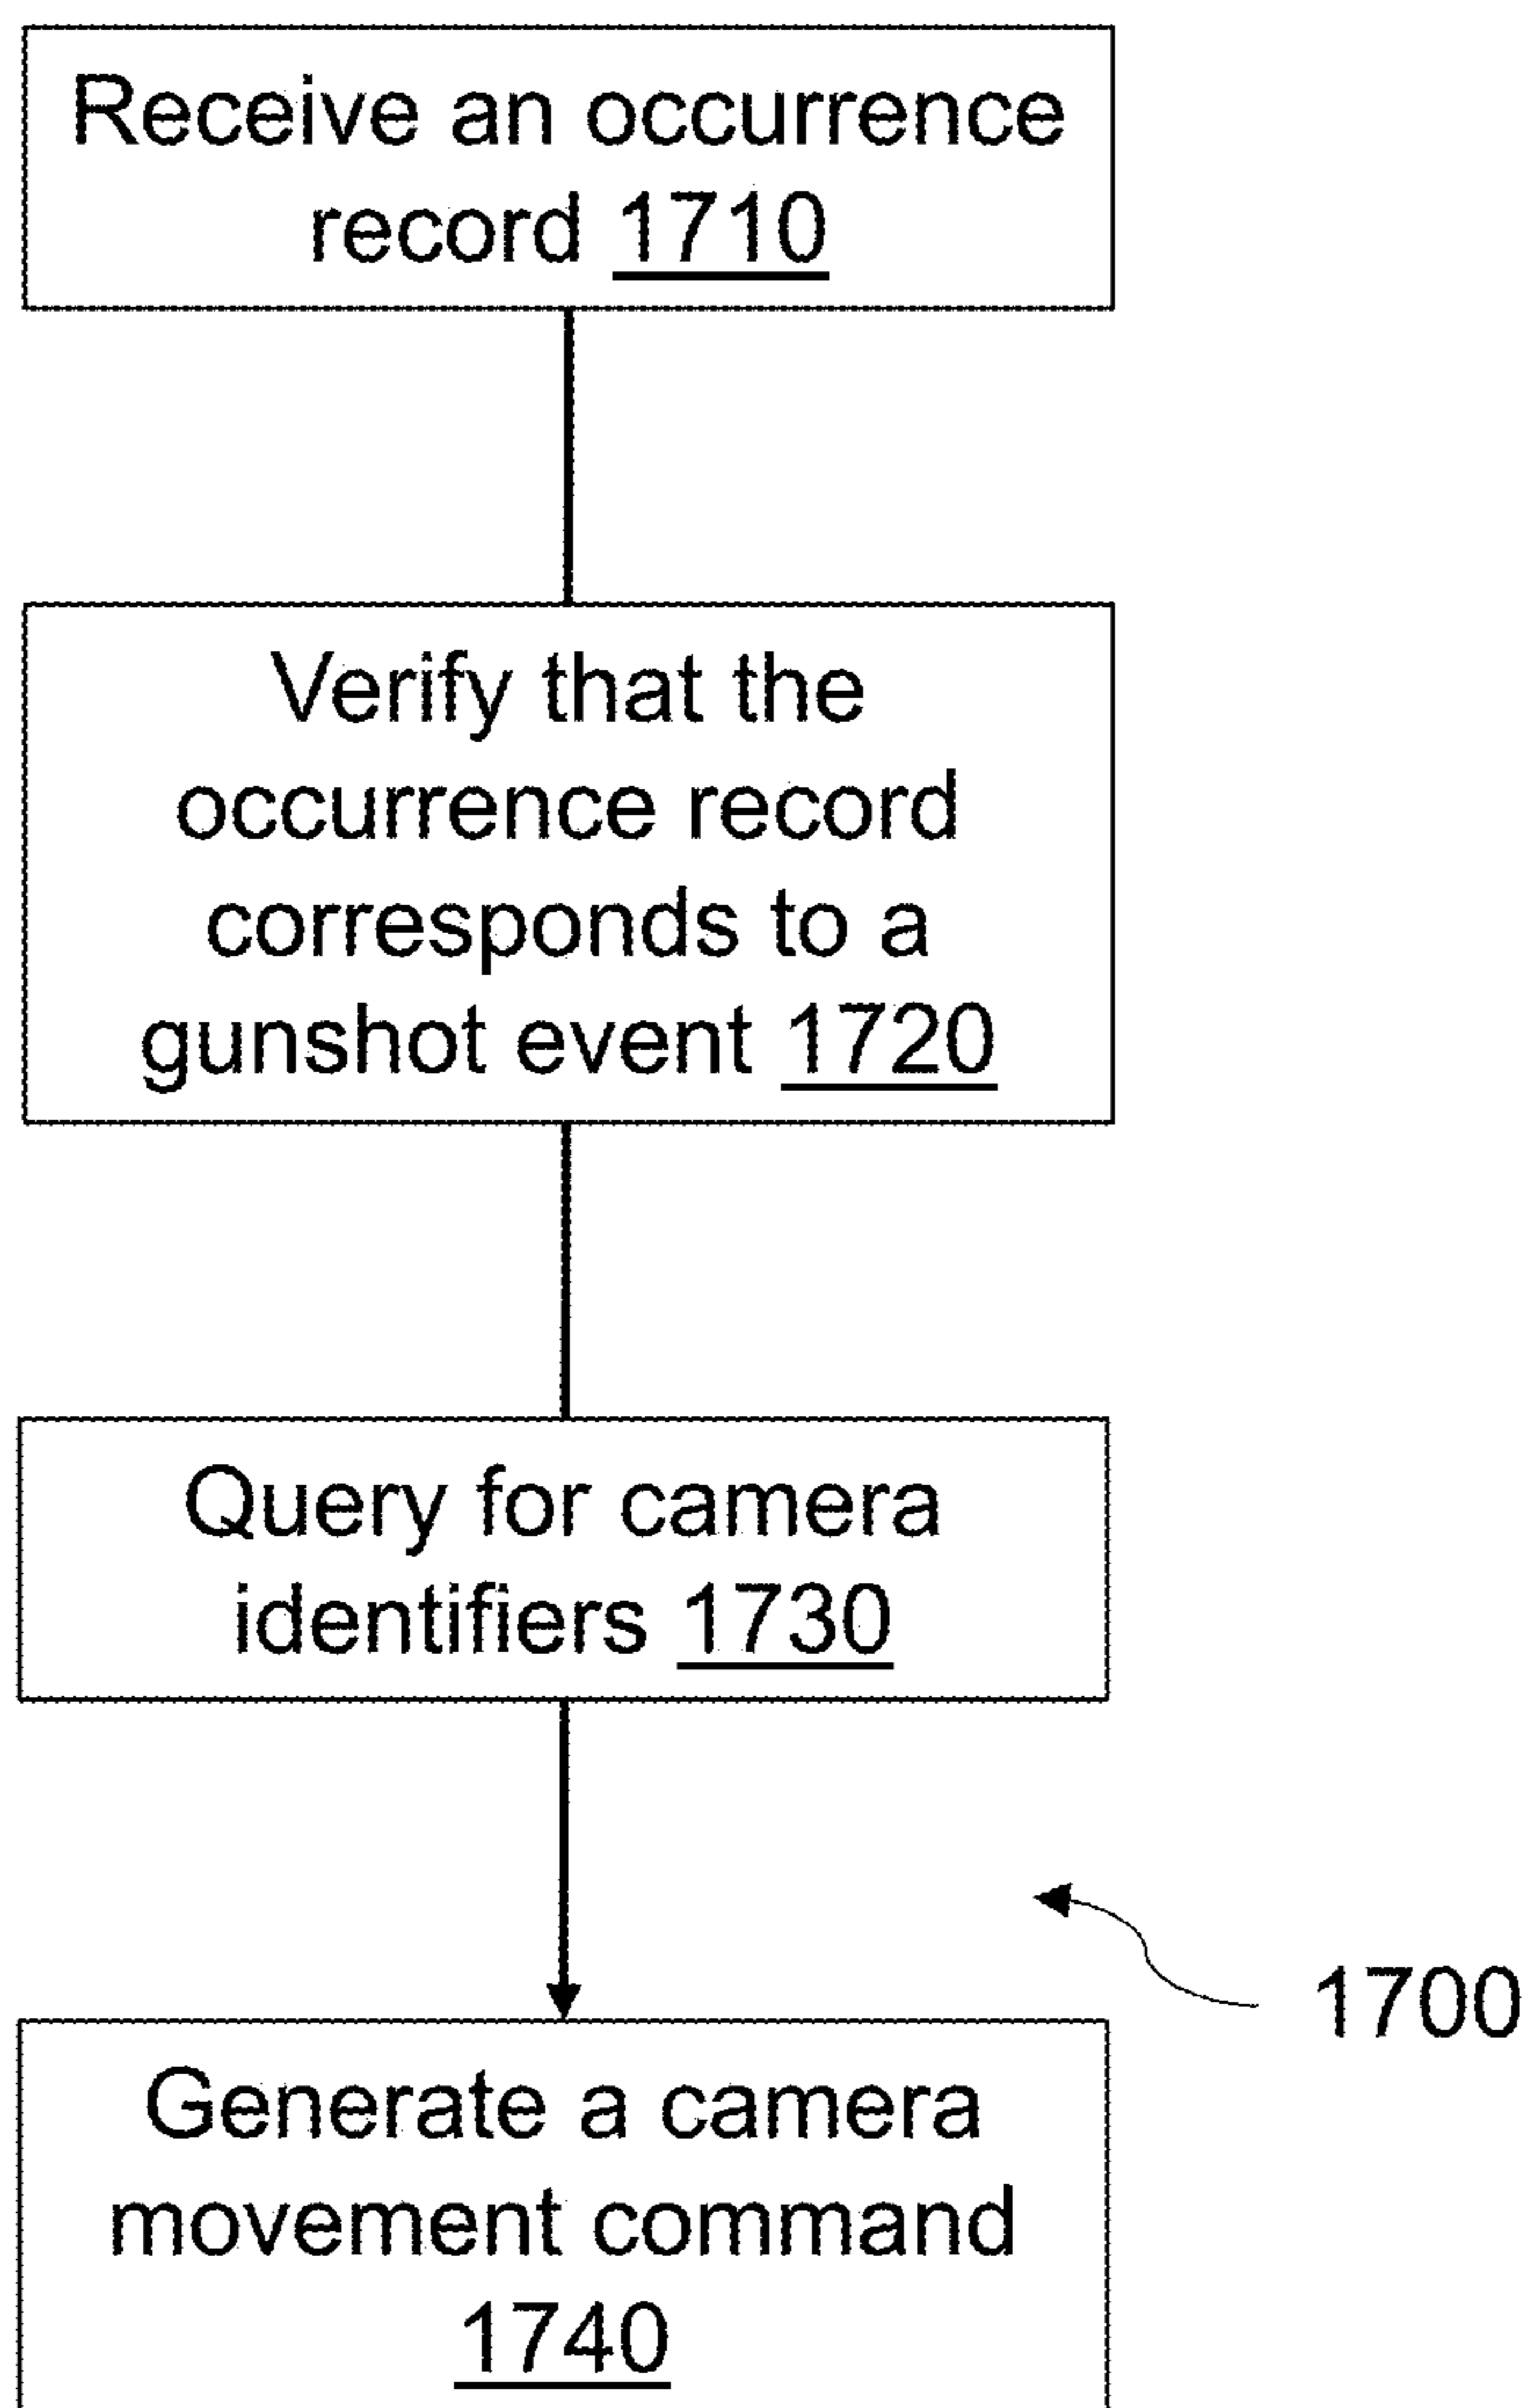 Receive an occurrence
record 1710
Verify that the
occurrence record
corresponds to a
gunshot event 1720
Query for camera
identifiers 1730
1700
Generate a camera
movement command
1740